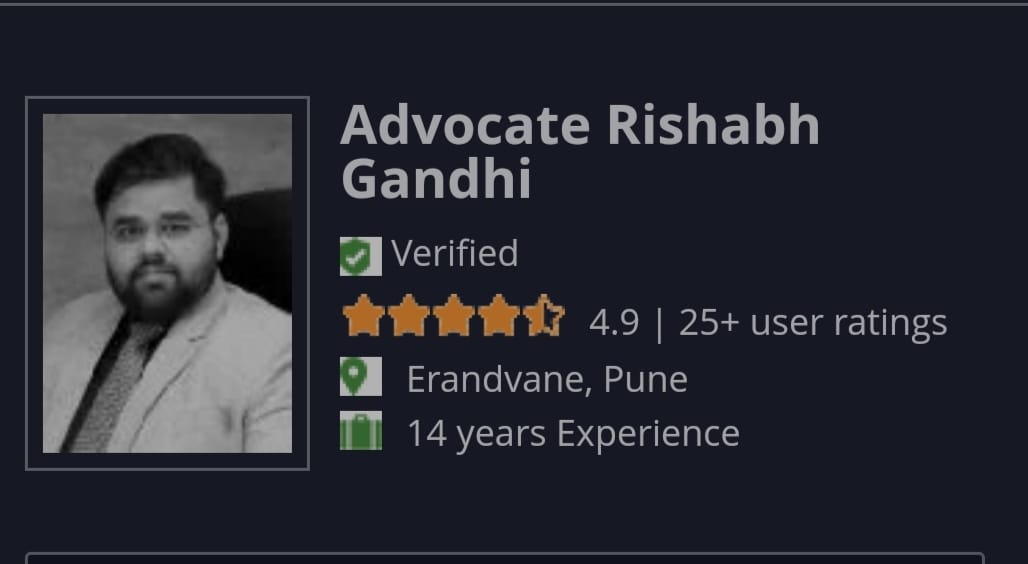 Advocate Rishabh
Gandhi
Verified
4.9 | 25+ user ratings
Erandvane, Pune
14 years Experience